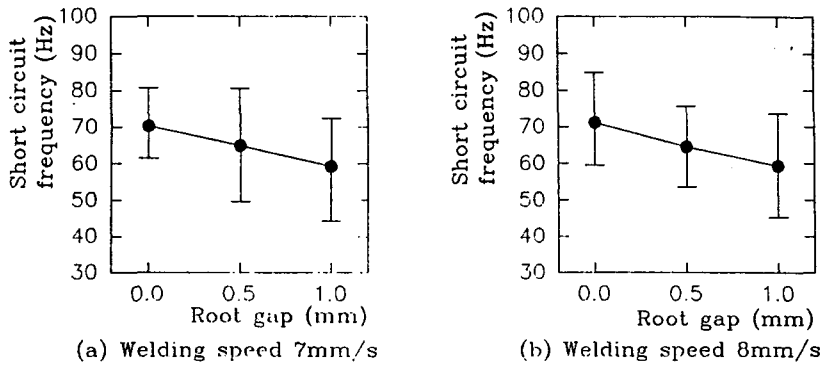 Short circuit
frequency (Hz)
100
90
80
70
60
50
40
30
0.0 0.5 1.0
Root gap (mm)
(a) Welding speed 7mm/s
Short circuit
frequency (Hz)
100
90
80
70
60
50
40
30
0.0 0.5 1.0
Root gap (mm)
(b) Welding speed 8mm/s